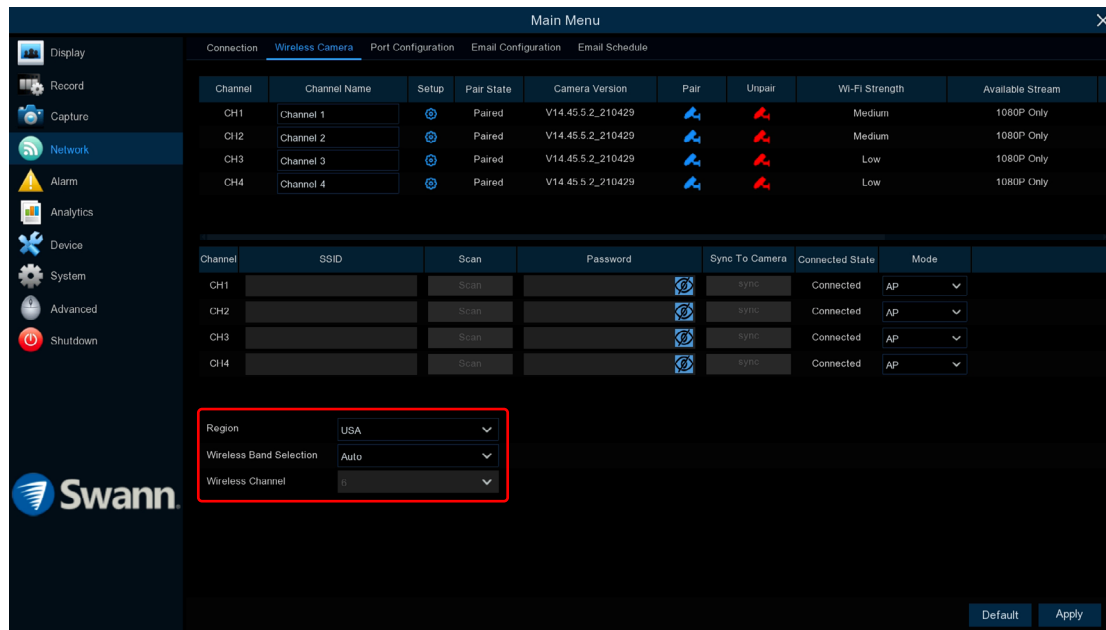 Main Menu
Display
Record
Capture
Network
Alarm
Analytics
Device
System
Advanced
Shutdown
Swann.
Connection Wireless Camera Port Configuration Email Configuration Email Schedule
Channel Channel Name Setup Pair State Camera Version Pair Unpair Wi-Fi Strength Available Stream
CH1 Channel 1 Paired V14.45.5.2_210429 Medium 1080P Only
CH2 Channel 2 Paired V14.45.5.2_210429 Medium 1080P Only
CH3 Channel 3 Paired V14.45.5.2_210429 Low 1080P Only
CH4 Channel 4 Paired V14.45.5.2_210429 Low 1080P Only
Channel SSID Scan Password Sync To Camera Connected State Mode
CH1 Scan sync Connected AP
CH2 Scan sync Connected AP
CH3 Scan sync Connected AP
CH4 Scan sync Connected AP
Region USA
Wireless Band Selection Auto
Wireless Channel 6
Default Apply